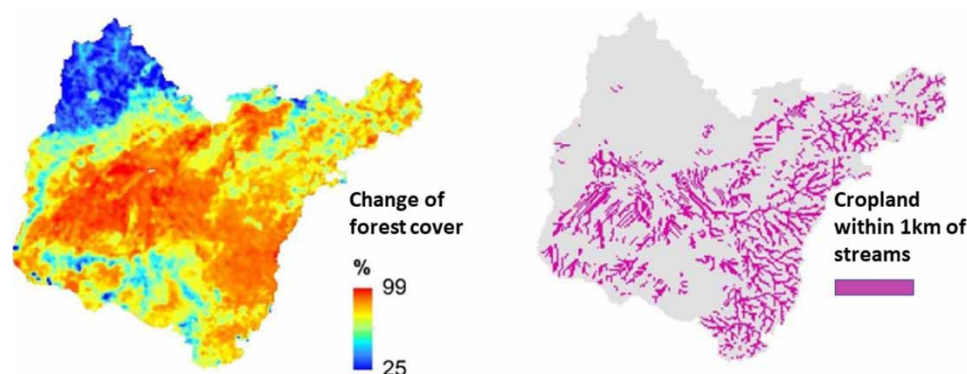 Change of
forest cover
%
99
25
Cropland
within 1km of
streams